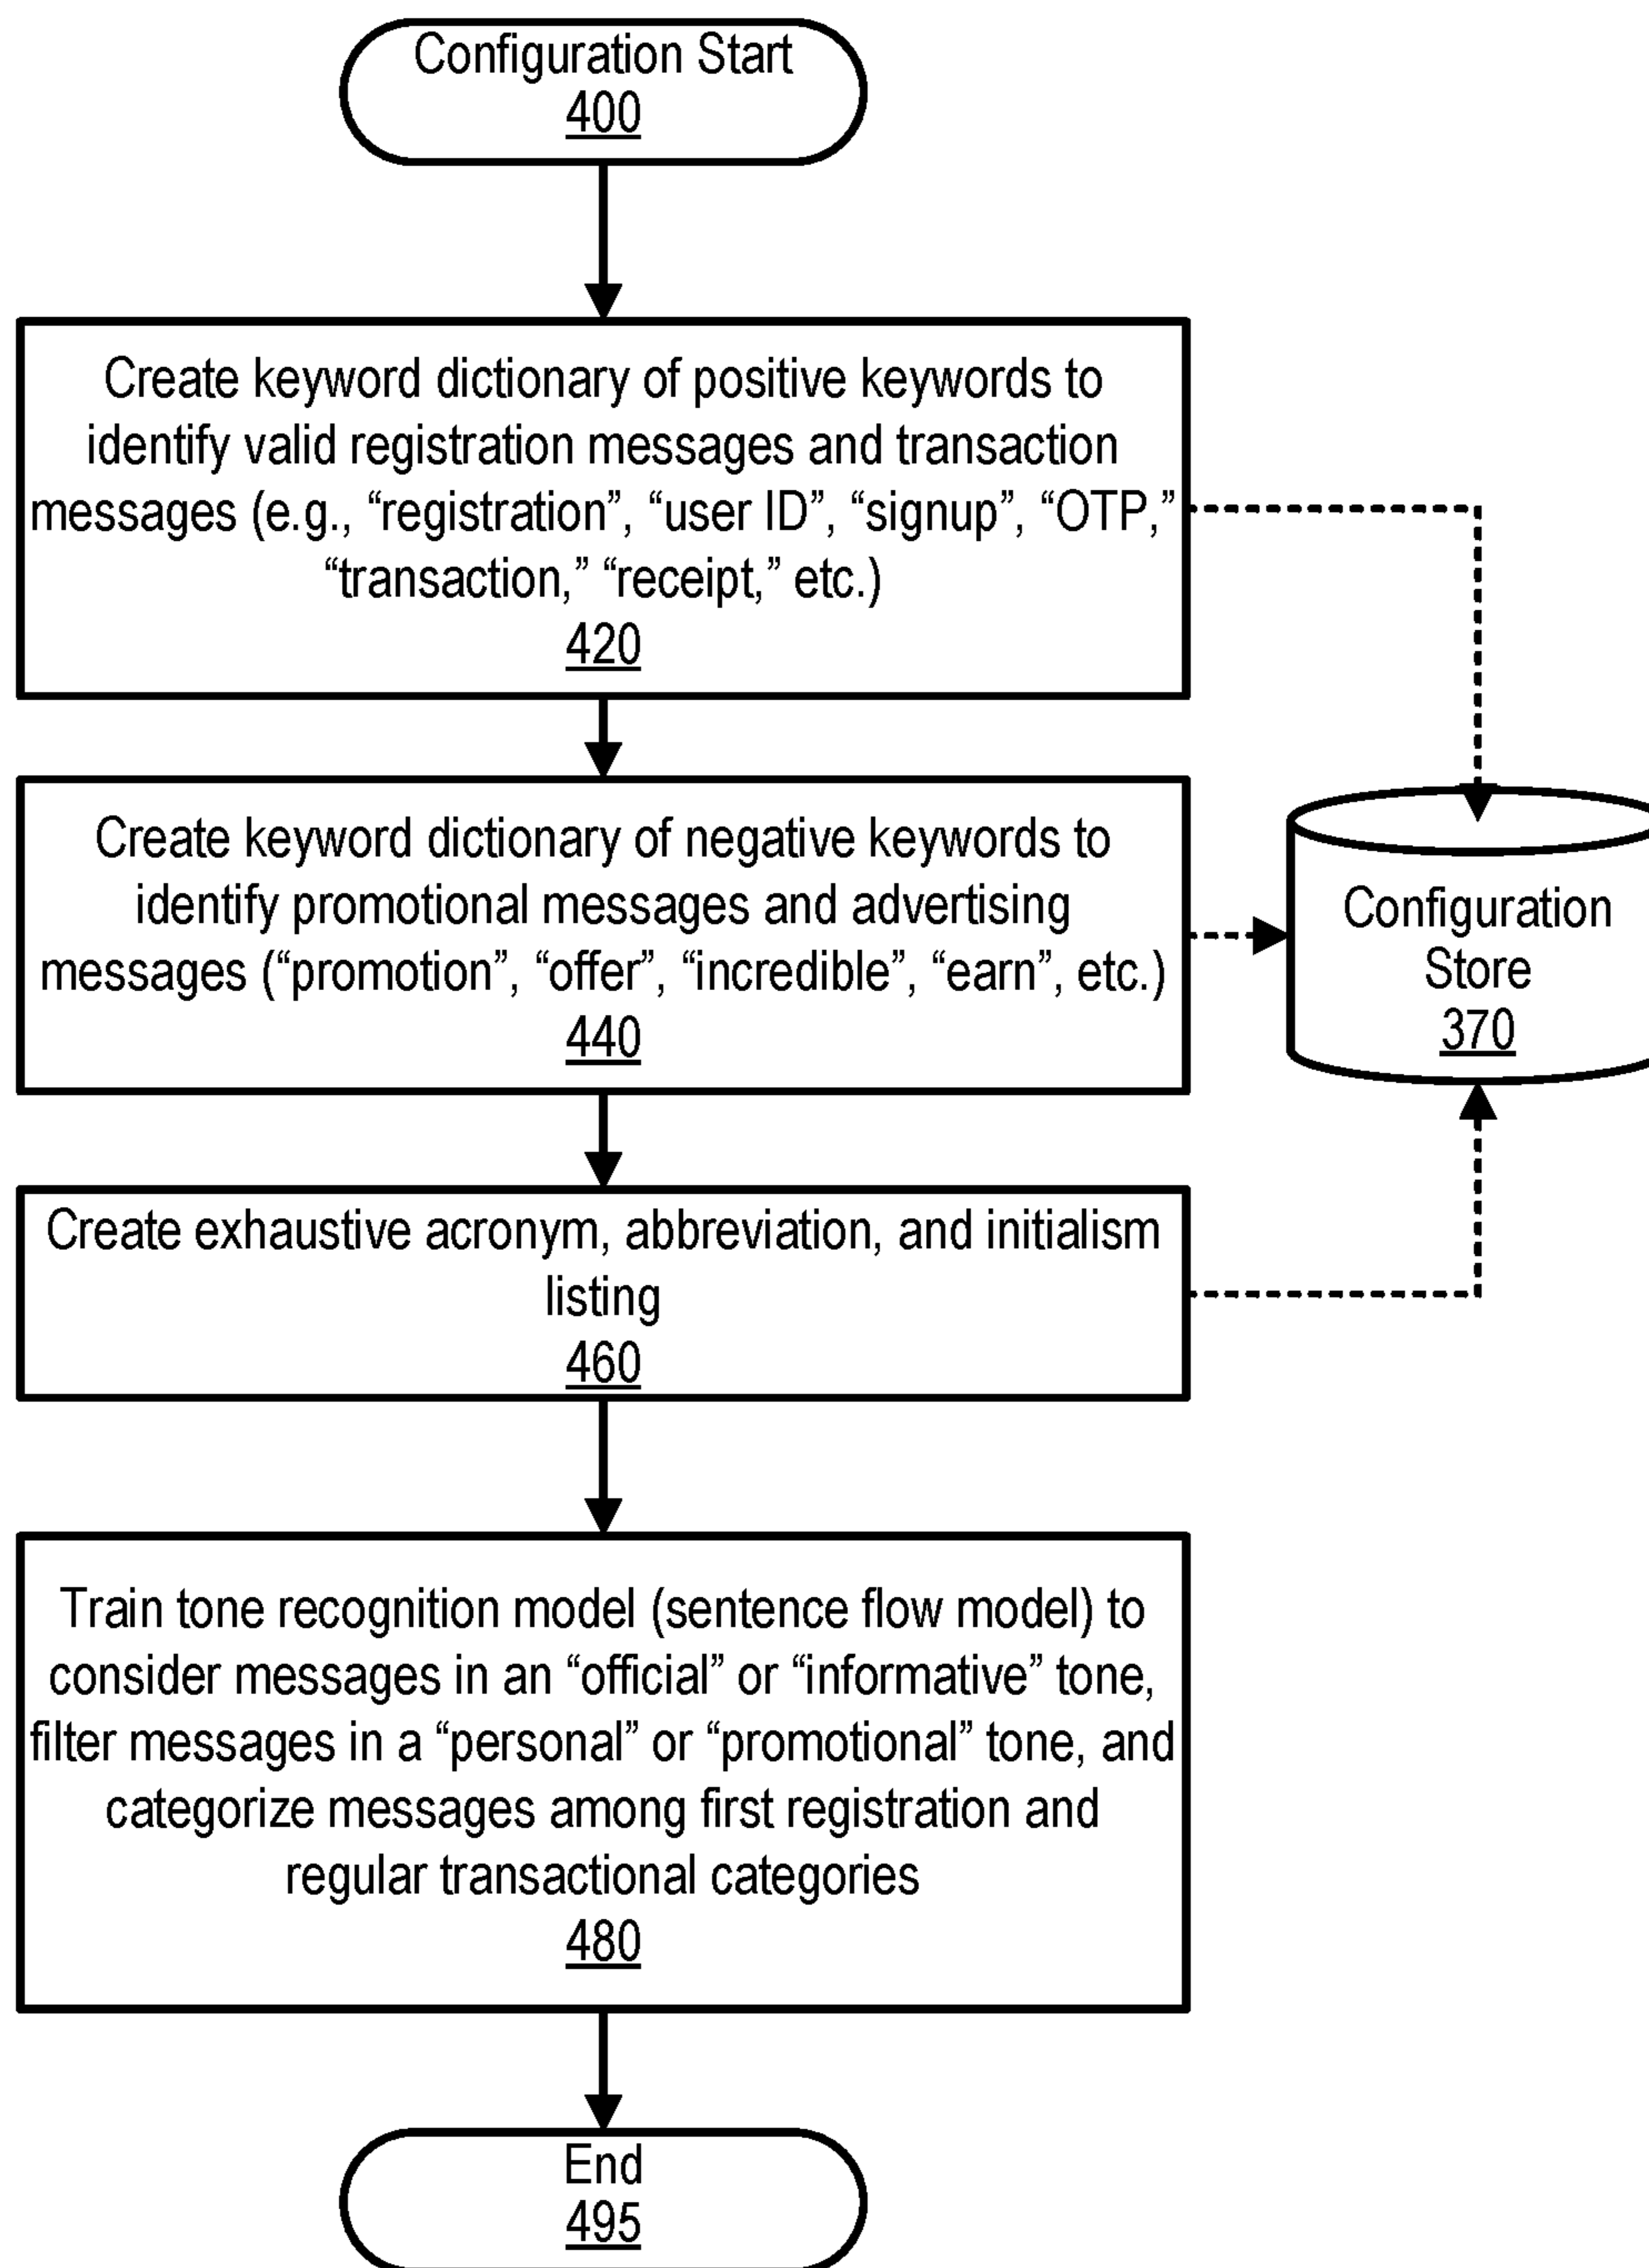 Configuration Start
400
Create keyword dictionary of positive keywords to
identify valid registration messages and transaction
messages (e.g., “registration”, “user ID”, “signup”, “OTP,”
“transaction,” “receipt,” etc.)
420
Create keyword dictionary of negative keywords to
identify promotional messages and advertising
messages (“promotion”, “offer”, “incredible”, “earn”, etc.)
440
Configuration
Store
370
Create exhaustive acronym, abbreviation, and initialism
listing
460
Train tone recognition model (sentence flow model) to
consider messages in an “official” or “informative” tone,
filter messages in a “personal” or “promotional” tone, and
categorize messages among first registration and
regular transactional categories
480
End
495